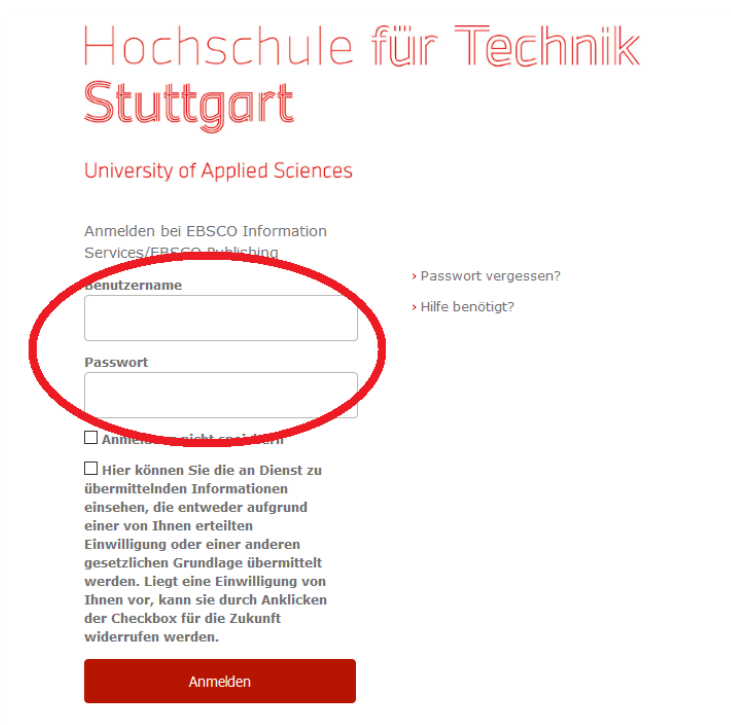 Hochschule für Technik
Stuttgart
University of Applied Sciences
Anmelden bei EBSCO Information
Services/EBSCO Publishing
Benutzername
› Passwort vergessen?
› Hilfe benötigt?
Passwort
Anmeldung nicht speichern
Hier können Sie die an Dienst zu
übermittelnden Informationen
einsehen, die entweder aufgrund
einer von Ihnen erteilten
Einwilligung oder einer anderen
gesetzlichen Grundlage übermittelt
werden. Liegt eine Einwilligung von
Ihnen vor, kann sie durch Anklicken
der Checkbox für die Zukunft
widerrufen werden.
Anmelden